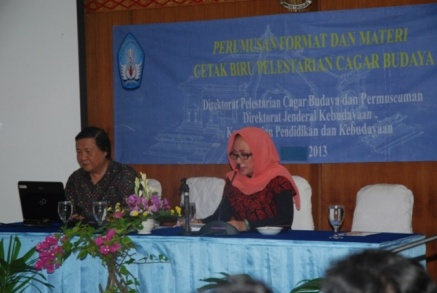 PERUMUSAN FORMAT DAN MATERI
CETAK BIRU PELESTARIAN CAGAR BUDAYA
Direktorat Pelestarian Cagar Budaya dan Permuseuman
Direktorat Jenderal Kebudayaan
Pendidikan dan Kebudayaan
2013